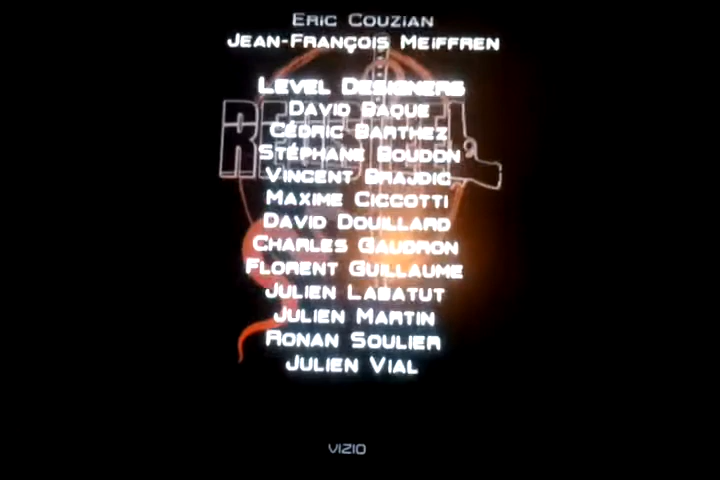 Eric Couzian
Jean-François Meiffren
Level Designers
David Baque
Cédric Barthez
Stéphane Boudon
Vincent Brajdic
Maxime Ciccotti
David Douillard
Charles Gaudron
Florent Guillaume
Julien Labatut
Julien Martin
Ronan Soulier
Julien Vial
VIZIO